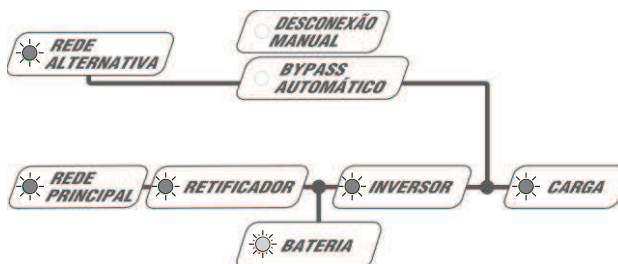 DESCONEXÃO
MANUAL
REDE
ALTERNATIVA
BYPASS
AUTOMÁTICO
REDE
PRINCIPAL
RETIFICADOR
INVERSOR
CARGA
BATERIA